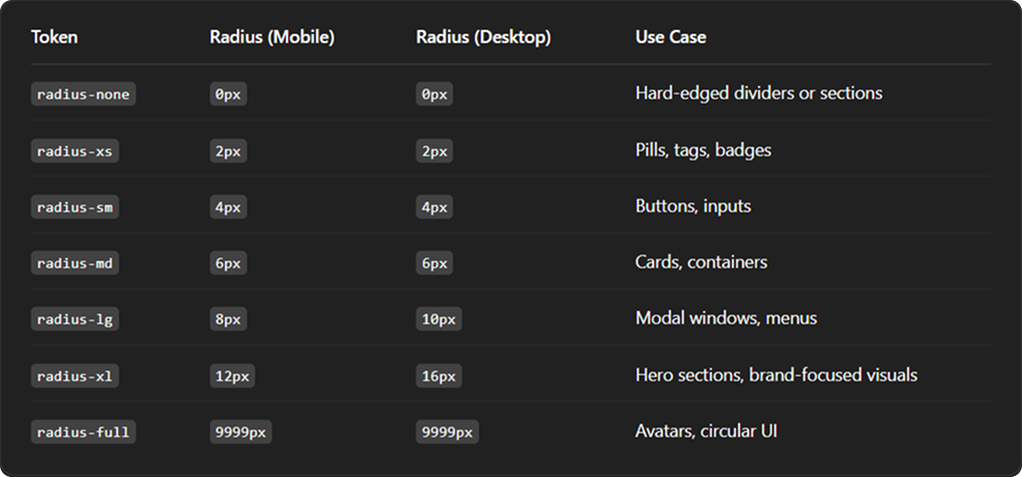 Token Radius (Mobile) Radius (Desktop) Use Case
radius-none 0px 0px Hard-edged dividers or sections
radius-xs 2px 2px Pills, tags, badges
radius-sm 4px 4px Buttons, inputs
radius-md 6px 6px Cards, containers
radius-lg 8px 10px Modal windows, menus
radius-xl 12px 16px Hero sections, brand-focused visuals
radius-full 9999px 9999px Avatars, circular UI